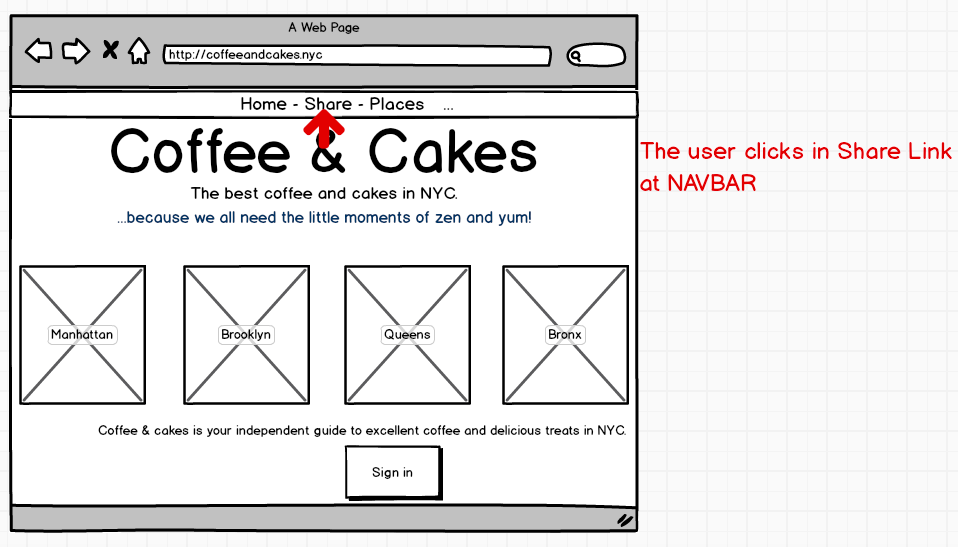 A Web Page
http://coffeeandcakes.nyc
Home - Share - Places ...
Coffee & Cakes
The user clicks in Share Link
at NAVBAR
The best coffee and cakes in NYC.
...because we all need the little moments of zen and yum!
Manhattan
Brooklyn
Queens
Bronx
Coffee & cakes is your independent guide to excellent coffee and delicious treats in NYC.
Sign in